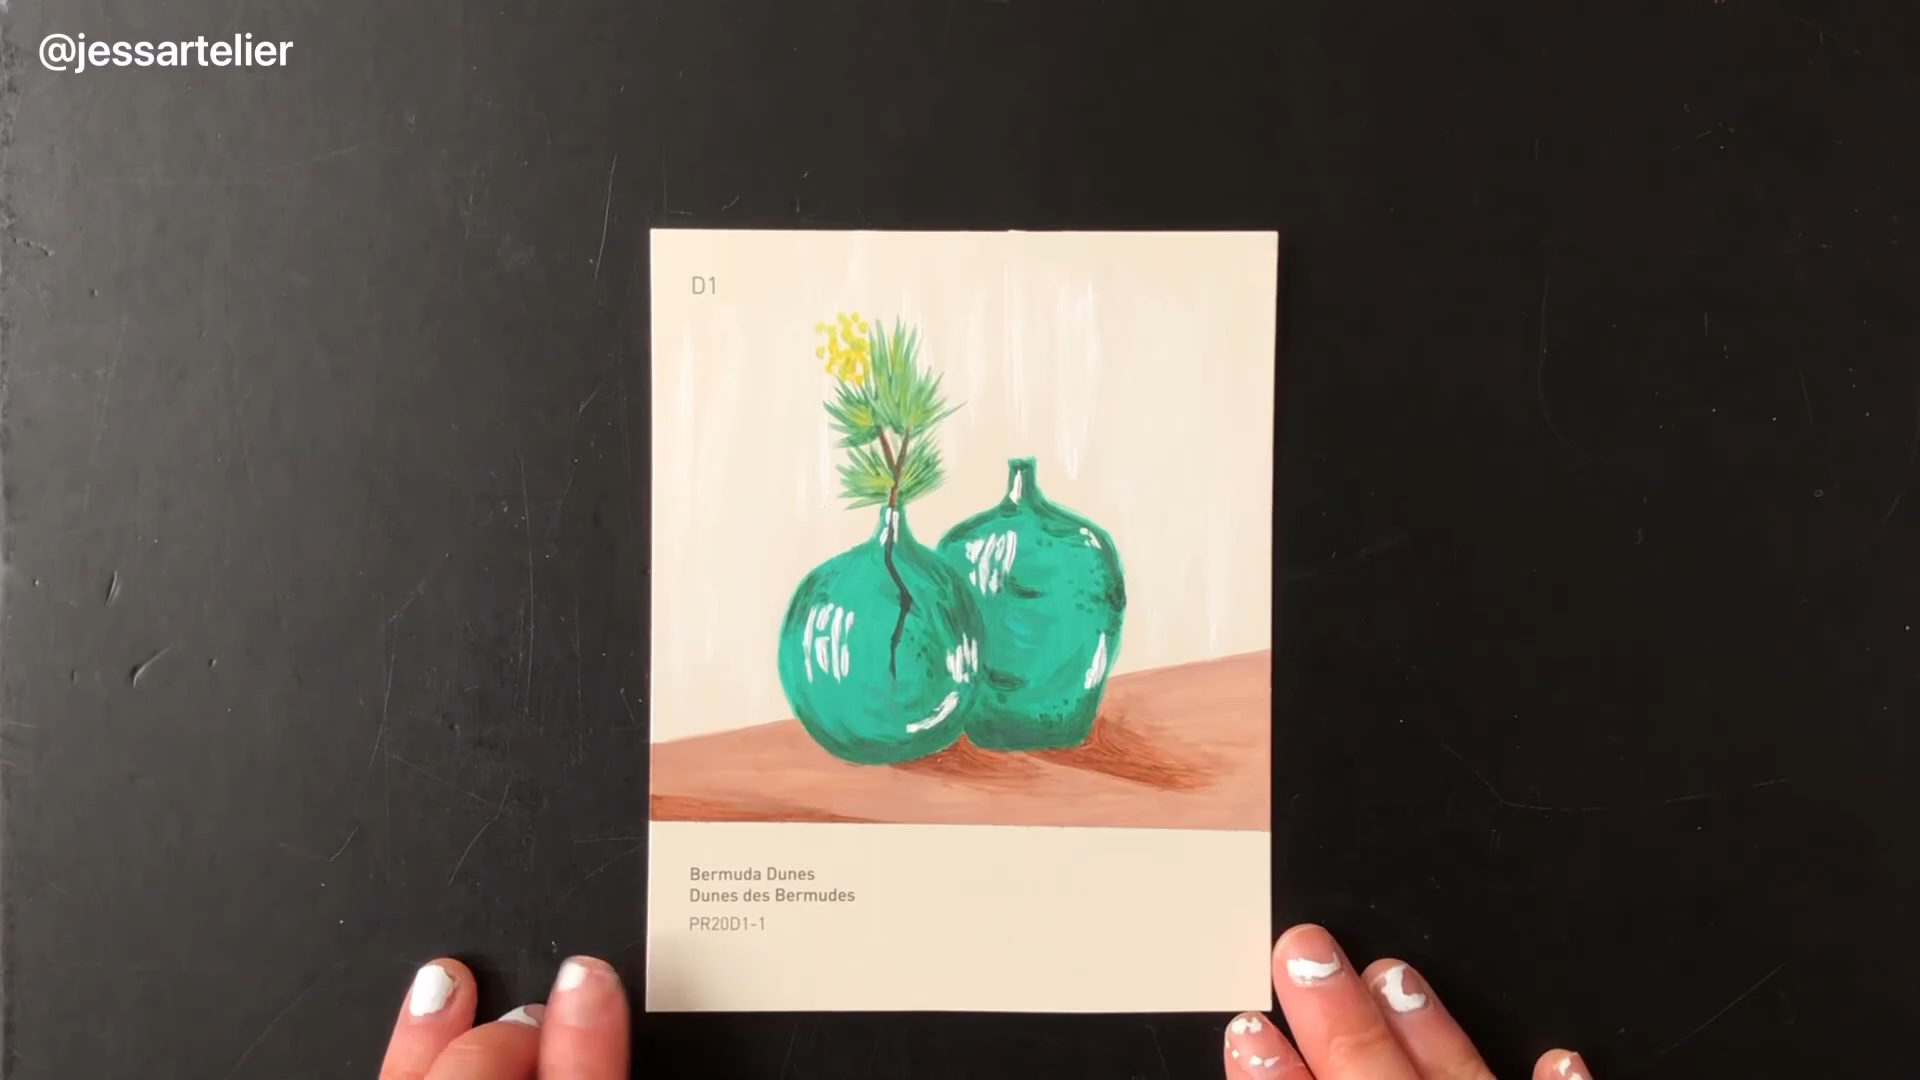 @jessartelier
D1
Bermuda Dunes
Dunes des Bermudes
PR20D1-1